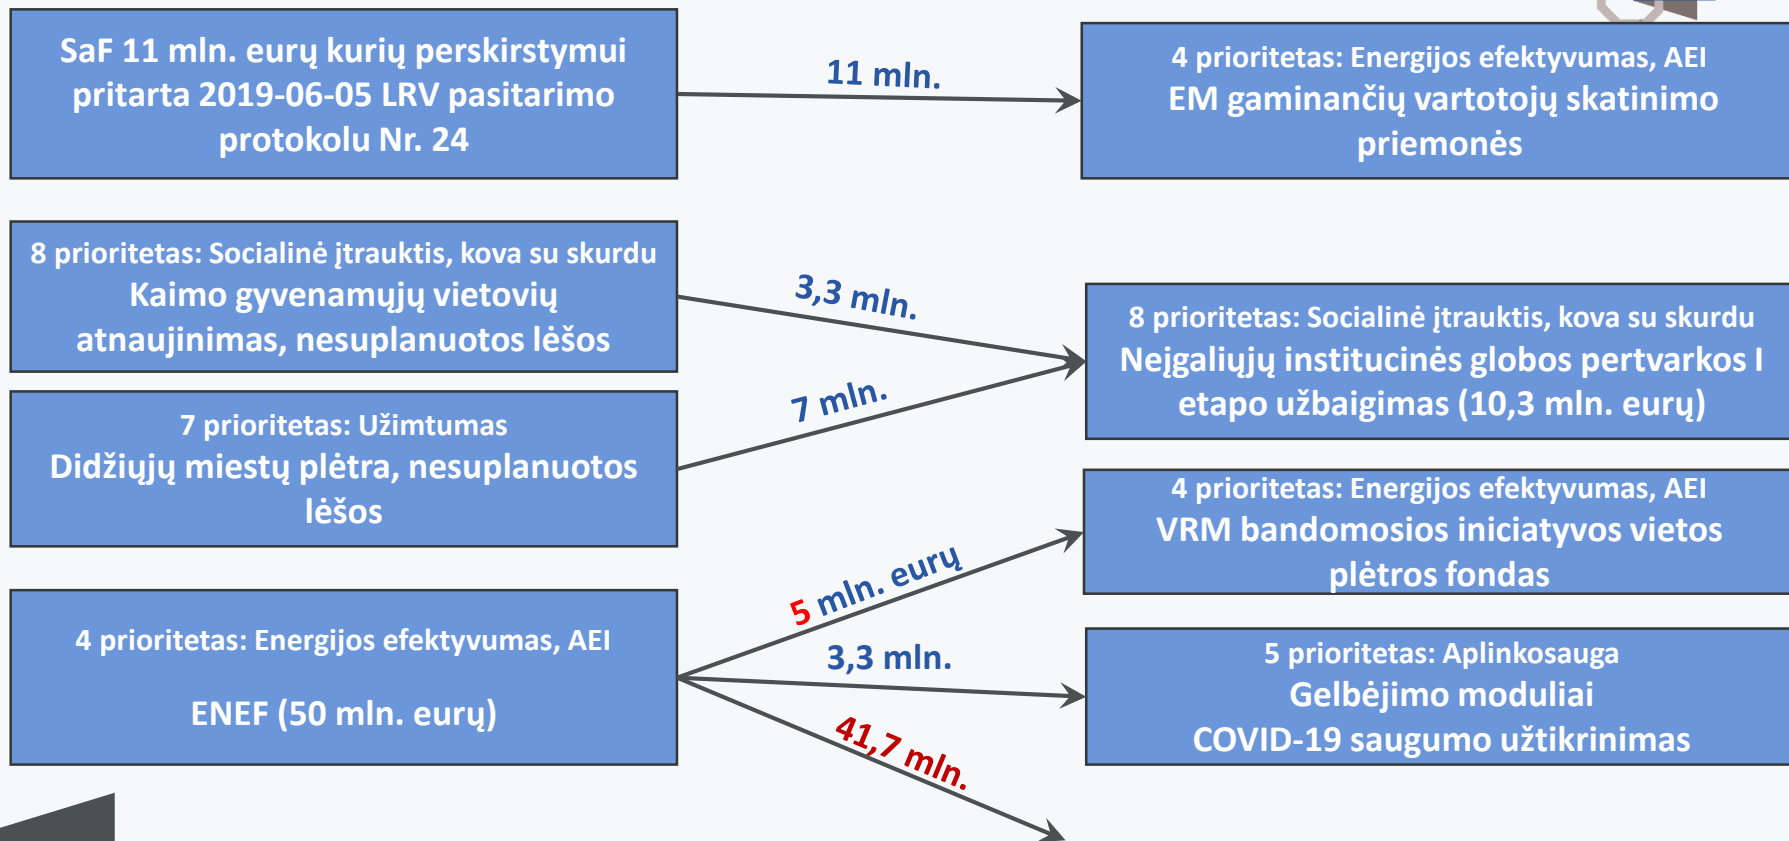 SaF 11 mln. eurų kurių perskirstymui
pritarta 2019-06-05 LRV pasitarimo
protokolu Nr. 24
11 mln.
4 prioritetas: Energijos efektyvumas, AEI
EM gaminančių vartotojų skatinimo
priemonės
8 prioritetas: Socialinė įtrauktis, kova su skurdu
Kaimo gyvenamųjų vietovių
atnaujinimas, nesuplanuotos lėšos
3,3 mln.
7 prioritetas: Užimtumas
Didžiųjų miestų plėtra, nesuplanuotos
lėšos
7 mln.
8 prioritetas: Socialinė įtrauktis, kova su skurdu
Neįgaliųjų institucinės globos pertvarkos I
etapo užbaigimas (10,3 mln. eurų)
4 prioritetas: Energijos efektyvumas, AEI
ENEF (50 mln. eurų)
5 mln. eurų
4 prioritetas: Energijos efektyvumas, AEI
VRM bandomosios iniciatyvos vietos
plėtros fondas
3,3 mln.
5 prioritetas: Aplinkosauga
Gelbėjimo moduliai
COVID-19 saugumo užtikrinimas
41,7 mln.